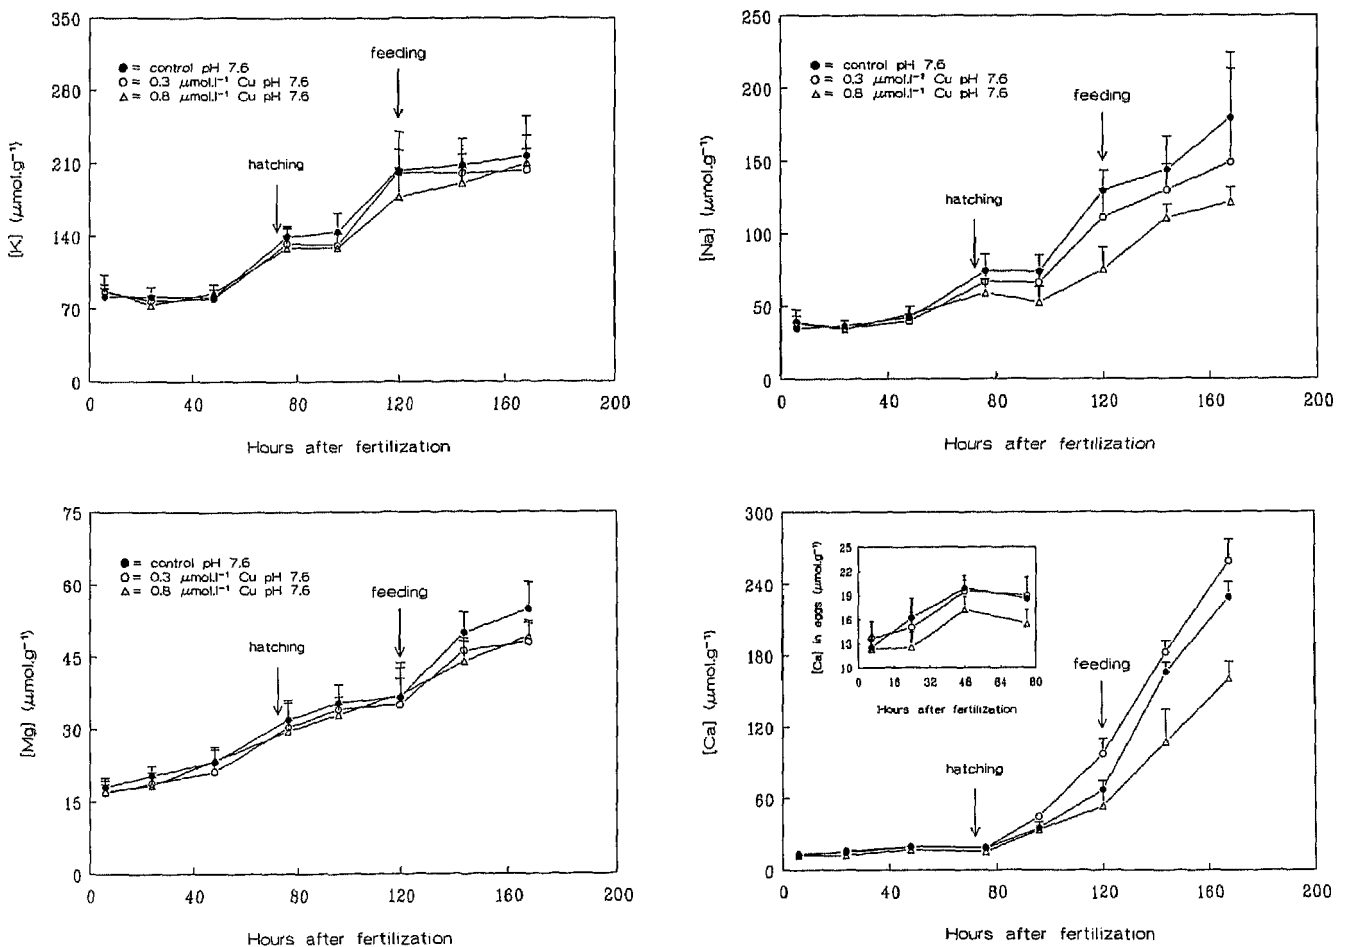 350
280
210
140
70
0
[K] (μmol.g⁻¹)
● = control pH 7.6
○ = 0.3 μmol.l⁻¹ Cu pH 7.6
△ = 0.8 μmol.l⁻¹ Cu pH 7.6
hatching
feeding
0 40 80 120 160 200
Hours after fertilization
250
200
150
100
50
0
[Na] (μmol.g⁻¹)
● = control pH 7.6
○ = 0.3 μmol.l⁻¹ Cu pH 7.6
△ = 0.8 μmol.l⁻¹ Cu pH 7.6
hatching
feeding
0 40 80 120 160 200
Hours after fertilization
75
60
45
30
15
0
[Mg] (μmol.g⁻¹)
● = control pH 7.6
○ = 0.3 μmol.l⁻¹ Cu pH 7.6
△ = 0.8 μmol.l⁻¹ Cu pH 7.6
hatching
feeding
0 40 80 120 160 200
Hours after fertilization
300
240
180
120
60
0
[Ca] (μmol.g⁻¹)
25
22
19
16
13
10
[Ca] in eggs (μmol.g⁻¹)
0 16 32 48 64 80
Hours after fertilization
hatching
feeding
0 40 80 120 160 200
Hours after fertilization